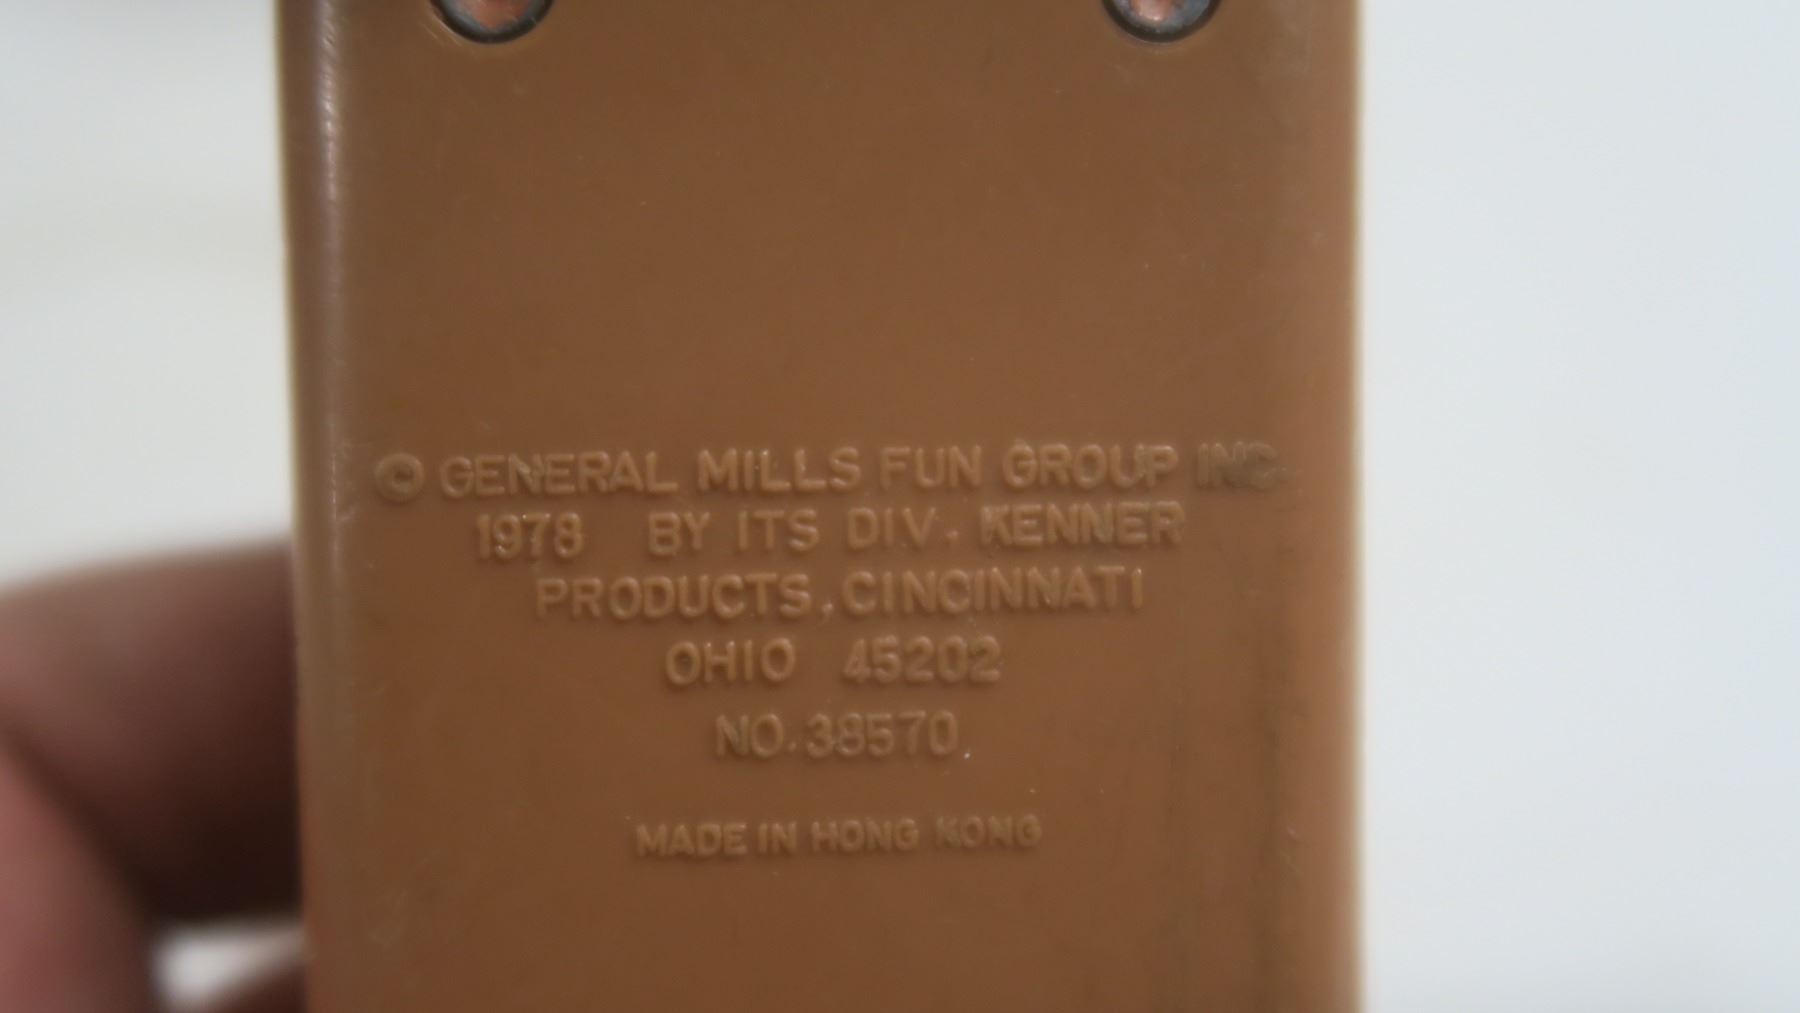 © GENERAL MILLS FUN GROUP INC.
1978 BY ITS DIV. KENNER
PRODUCTS, CINCINNATI
OHIO 45202
NO. 38570
MADE IN HONG KONG